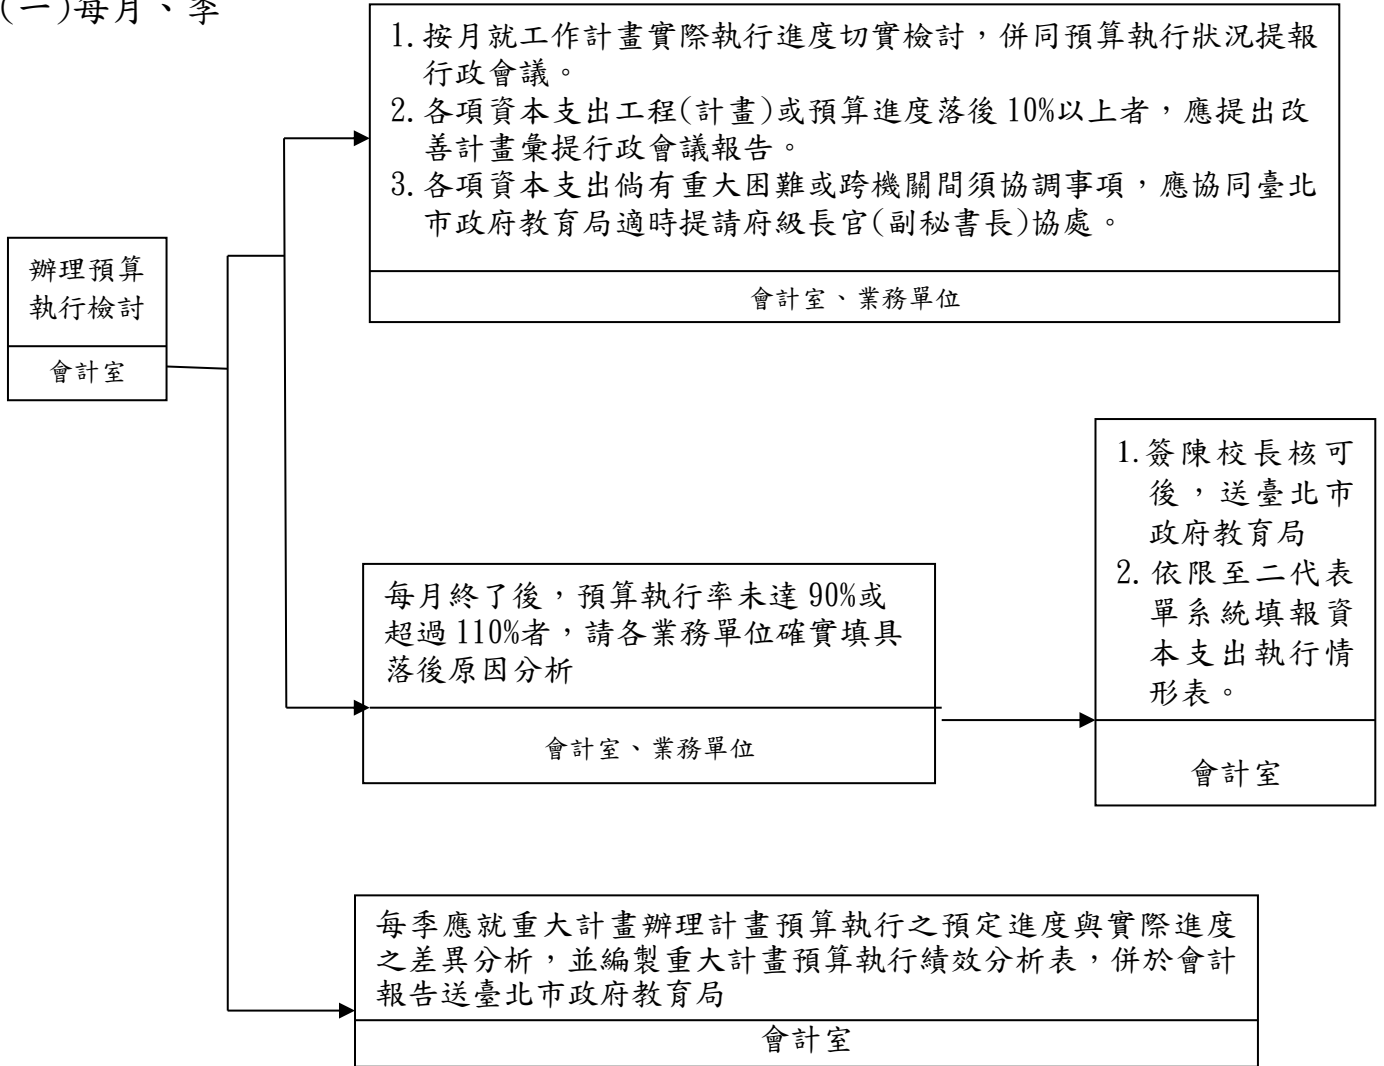 (一)每月、季
1.按月就工作計畫實際執行進度切實檢討，併同預算執行狀況提報
行政會議。
2.各項資本支出工程(計畫)或預算進度落後 10%以上者，應提出改
善計畫彙提行政會議報告。
3.各項資本支出倘有重大困難或跨機關間須協調事項，應協同臺北
市政府教育局適時提請府級長官(副秘書長)協處。
會計室、業務單位
辦理預算
執行檢討
會計室
每月終了後，預算執行率未達 90%或
超過 110%者，請各業務單位確實填具
落後原因分析
會計室、業務單位
1.簽陳校長核可
後，送臺北市
政府教育局
2.依限至二代表
單系統填報資
本支出執行情
形表。
會計室
每季應就重大計畫辦理計畫預算執行之預定進度與實際進度
之差異分析，並編製重大計畫預算執行績效分析表，併於會計
報告送臺北市政府教育局
會計室